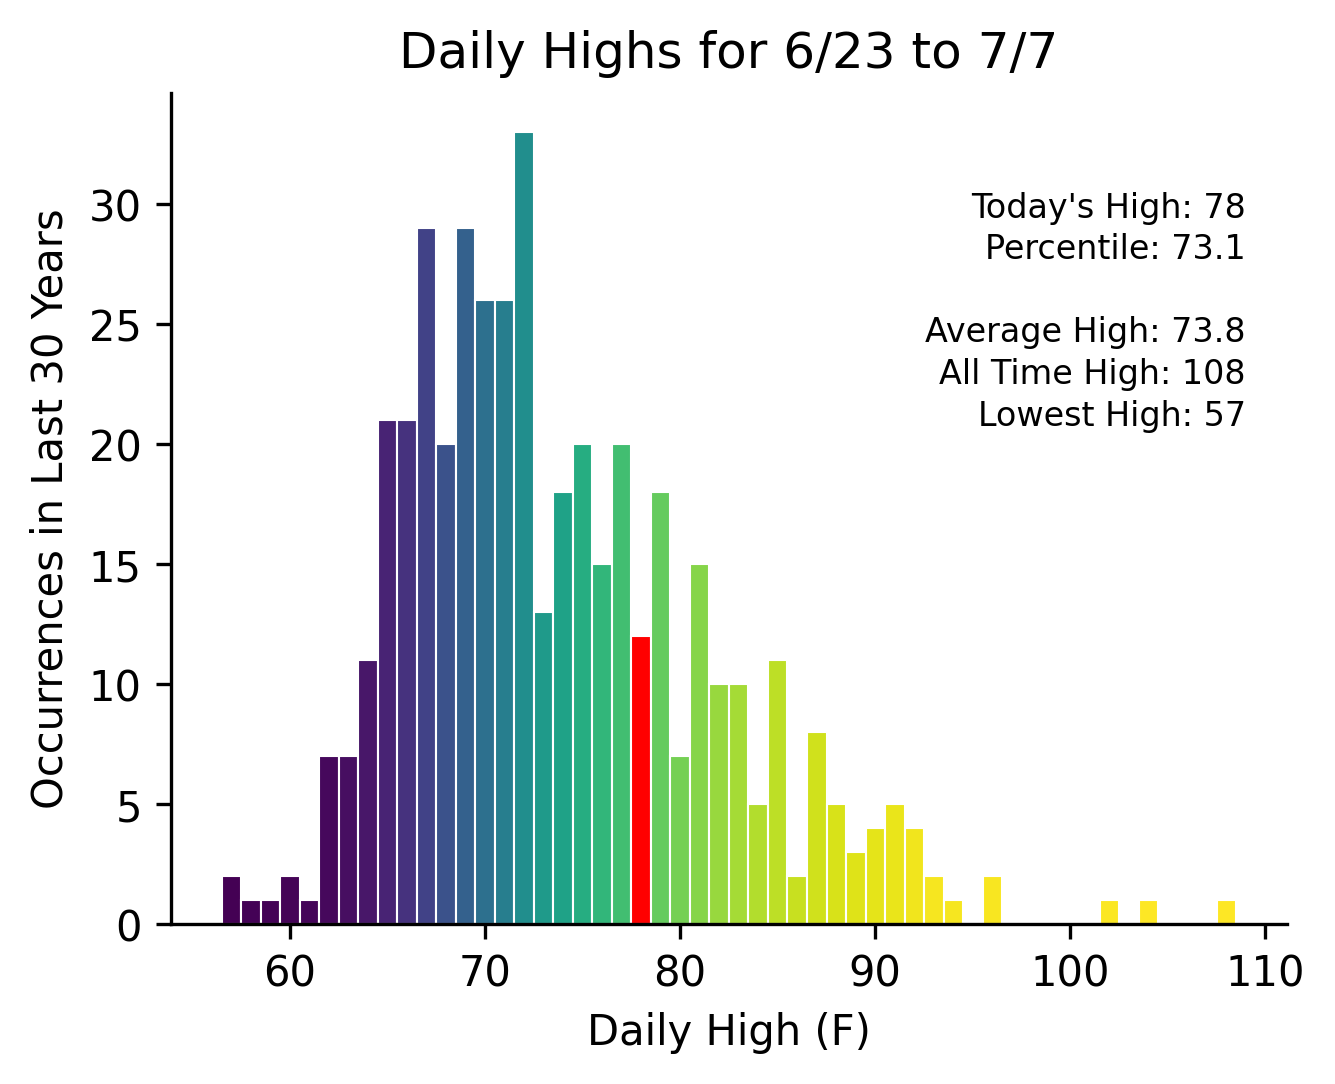 Daily Highs for 6/23 to 7/7
Occurrences in Last 30 Years
30
25
20
15
10
5
0
Today's High: 78
Percentile: 73.1
Average High: 73.8
All Time High: 108
Lowest High: 57
60 70 80 90 100 110
Daily High (F)